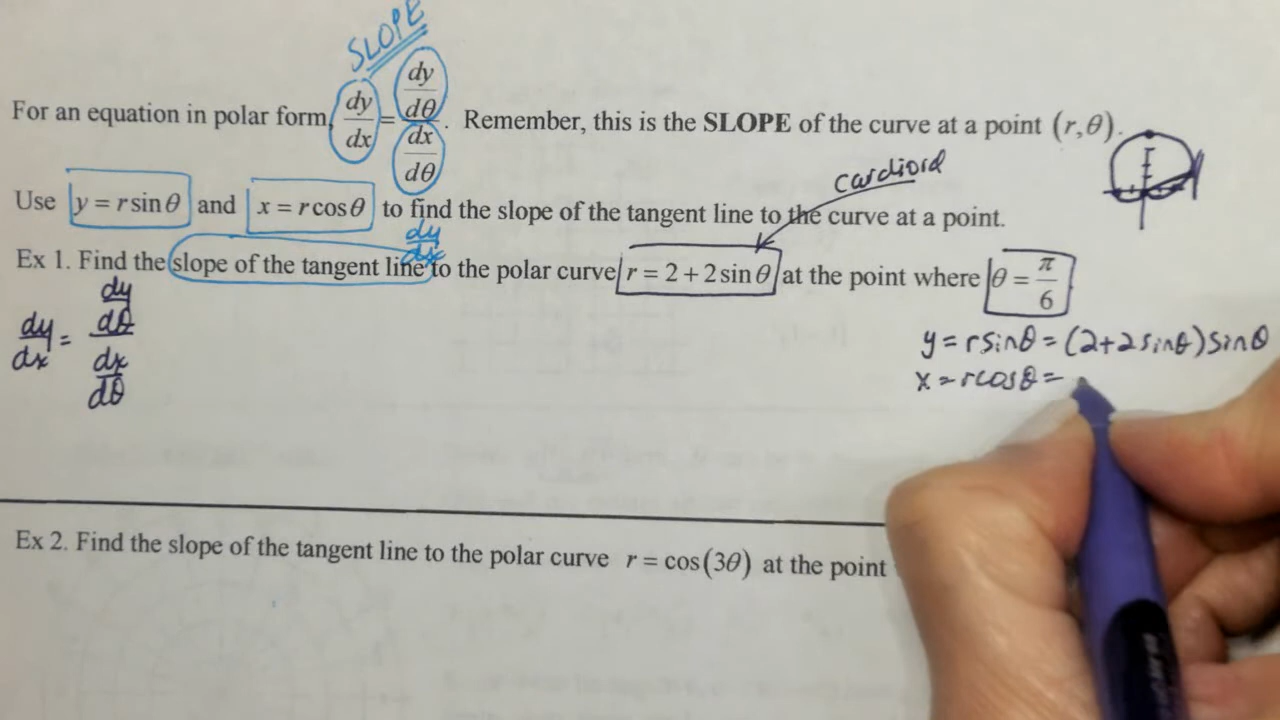 SLOPE
For an equation in polar form, dy/dx = (dy/dθ)/(dx/dθ). Remember, this is the SLOPE of the curve at a point (r,θ).
cardioid
Use y = r sin θ and x = r cos θ to find the slope of the tangent line to the curve at a point.
dy/dx
Ex 1. Find the slope of the tangent line to the polar curve r = 2 + 2 sin θ at the point where θ = π/6
dy/dx = (dy/dθ)/(dx/dθ)
y = r sin θ = (2+2 sin θ) sin θ
x = r cos θ =
Ex 2. Find the slope of the tangent line to the polar curve r = cos(3θ) at the point